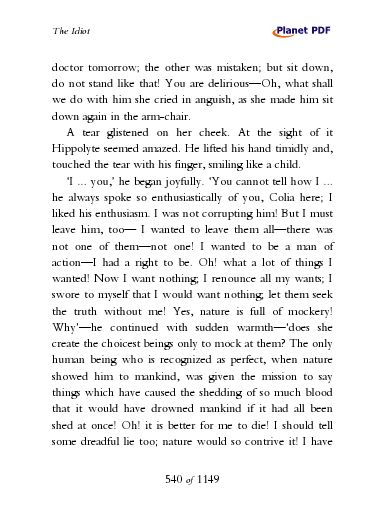 The Idiot
Planet PDF
doctor tomorrow; the other was mistaken; but sit down,
do not stand like that! You are delirious—Oh, what shall
we do with him she cried in anguish, as she made him sit
down again in the arm-chair.
A tear glistened on her cheek. At the sight of it
Hippolyte seemed amazed. He lifted his hand timidly and,
touched the tear with his finger, smiling like a child.
‘I ... you,’ he began joyfully. ‘You cannot tell how I ...
he always spoke so enthusiastically of you, Colia here; I
liked his enthusiasm. I was not corrupting him! But I must
leave him, too— I wanted to leave them all—there was
not one of them—not one! I wanted to be a man of
action—I had a right to be. Oh! what a lot of things I
wanted! Now I want nothing; I renounce all my wants; I
swore to myself that I would want nothing; let them seek
the truth without me! Yes, nature is full of mockery!
Why’—he continued with sudden warmth—‘does she
create the choicest beings only to mock at them? The only
human being who is recognized as perfect, when nature
showed him to mankind, was given the mission to say
things which have caused the shedding of so much blood
that it would have drowned mankind if it had all been
shed at once! Oh! it is better for me to die! I should tell
some dreadful lie too; nature would so contrive it! I have
540 of 1149